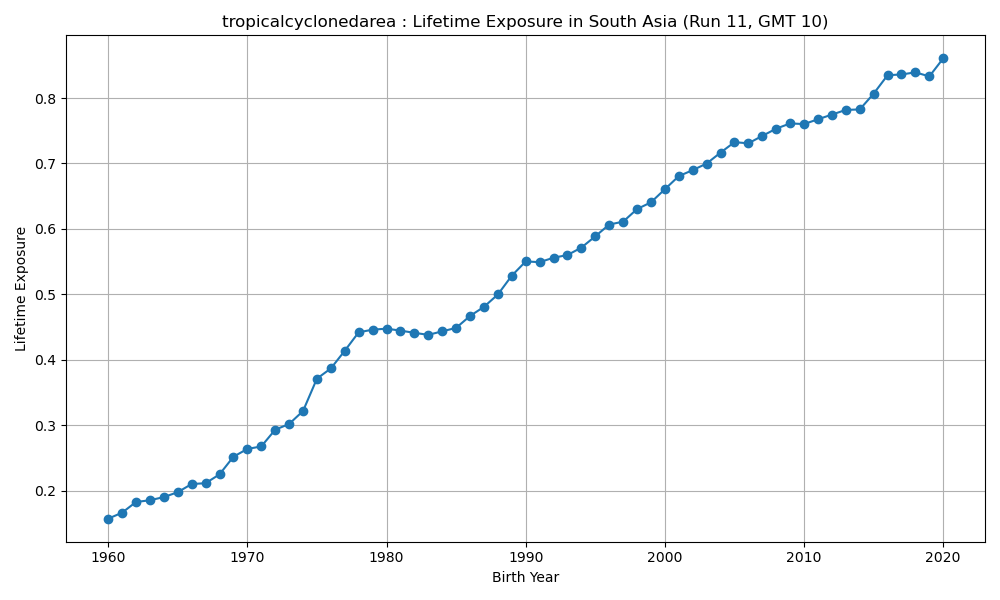 tropicalcyclonedarea : Lifetime Exposure in South Asia (Run 11, GMT 10)
Lifetime Exposure
0.8
0.7
0.6
0.5
0.4
0.3
0.2
1960 1970 1980 1990 2000 2010 2020
Birth Year